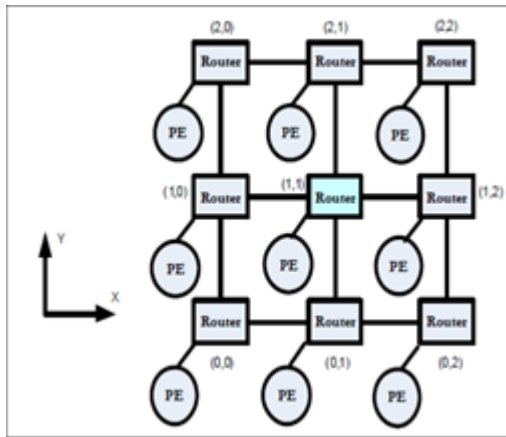 (2,0) (2,1) (2,2)
Router Router Router
PE PE PE
(1,0) (1,1) (1,2)
Router Router Router
Y
PE PE PE
X
Router Router Router
(0,0) (0,1) (0,2)
PE PE PE